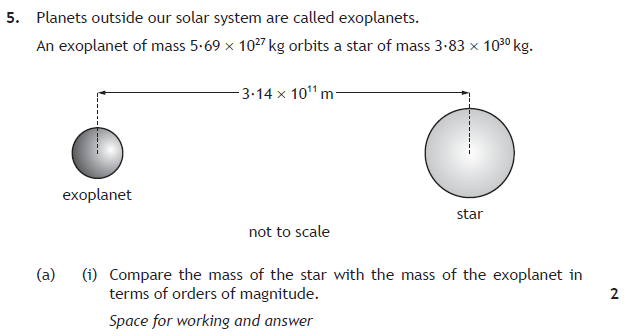 5. Planets outside our solar system are called exoplanets.
An exoplanet of mass 5·69 × 10²⁷ kg orbits a star of mass 3·83 × 10³⁰ kg.
3·14 × 10¹¹ m
exoplanet
star
not to scale
(a) (i) Compare the mass of the star with the mass of the exoplanet in
terms of orders of magnitude. 2
Space for working and answer